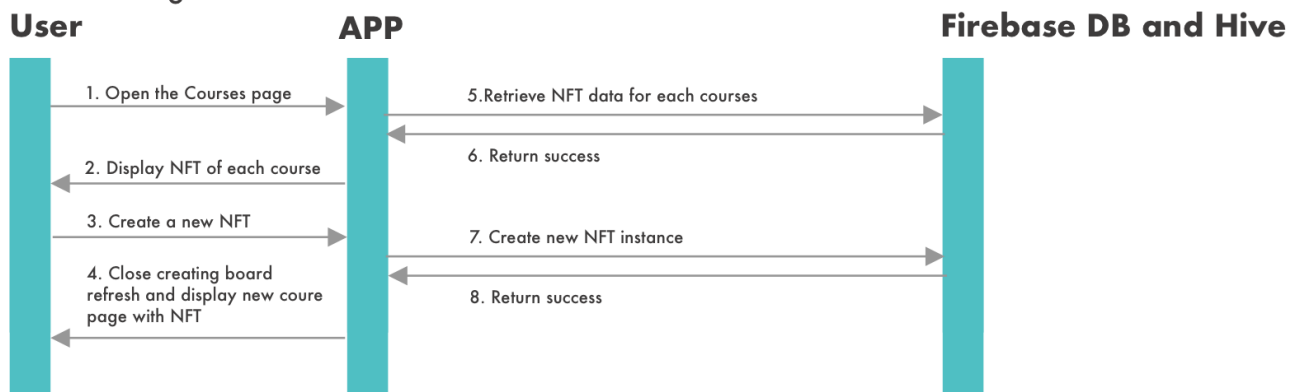 User
APP
Firebase DB and Hive
1. Open the Courses page
5.Retrieve NFT data for each courses
6. Return success
2. Display NFT of each course
3. Create a new NFT
7. Create new NFT instance
4. Close creating board
refresh and display new coure
page with NFT
8. Return success